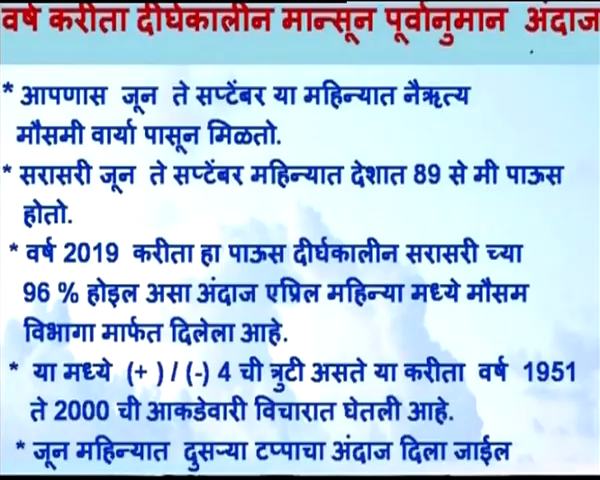 वर्ष करीता दीर्घकालीन मान्सून पूर्वानुमान अंदाज
* आपणास जून ते सप्टेंबर या महिन्यात नैऋत्य
मौसमी वार्या पासून मिळतो.
* सरासरी जून ते सप्टेंबर महिन्यात देशात 89 से मी पाऊस
होतो.
* वर्ष 2019 करीता हा पाऊस दीर्घकालीन सरासरी च्या
96 % होइल असा अंदाज एप्रिल महिन्या मध्ये मौसम
विभागा मार्फत दिलेला आहे.
* या मध्ये (+ ) / (-) 4 ची त्रुटी असते या करीता वर्ष 1951
ते 2000 ची आकडेवारी विचारात घेतली आहे.
* जून महिन्यात दुसऱ्या टप्पाचा अंदाज दिला जाईल